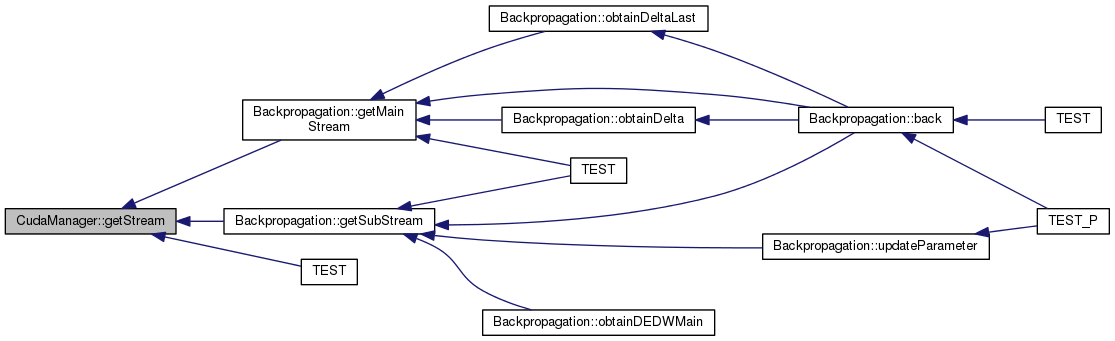 Backpropagation::obtainDeltaLast
Backpropagation::getMain
Stream
Backpropagation::obtainDelta
Backpropagation::back
TEST
TEST
CudaManager::getStream
Backpropagation::getSubStream
TEST_P
Backpropagation::updateParameter
TEST
Backpropagation::obtainDEDWMain